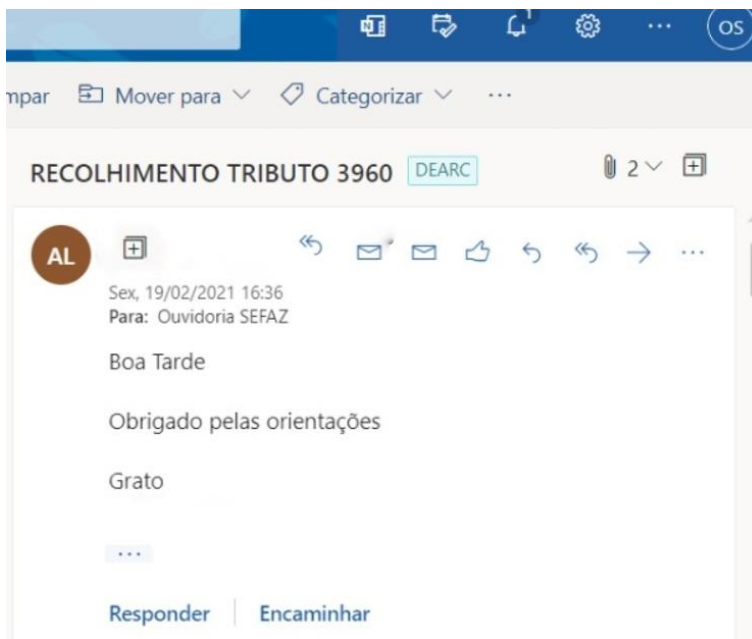 1
OS
mpar Mover para Categorizar ...
RECOLHIMENTO TRIBUTO 3960 DEARC 2
AL
Sex, 19/02/2021 16:36
Para: Ouvidoria SEFAZ
Boa Tarde
Obrigado pelas orientações
Grato
...
Responder Encaminhar